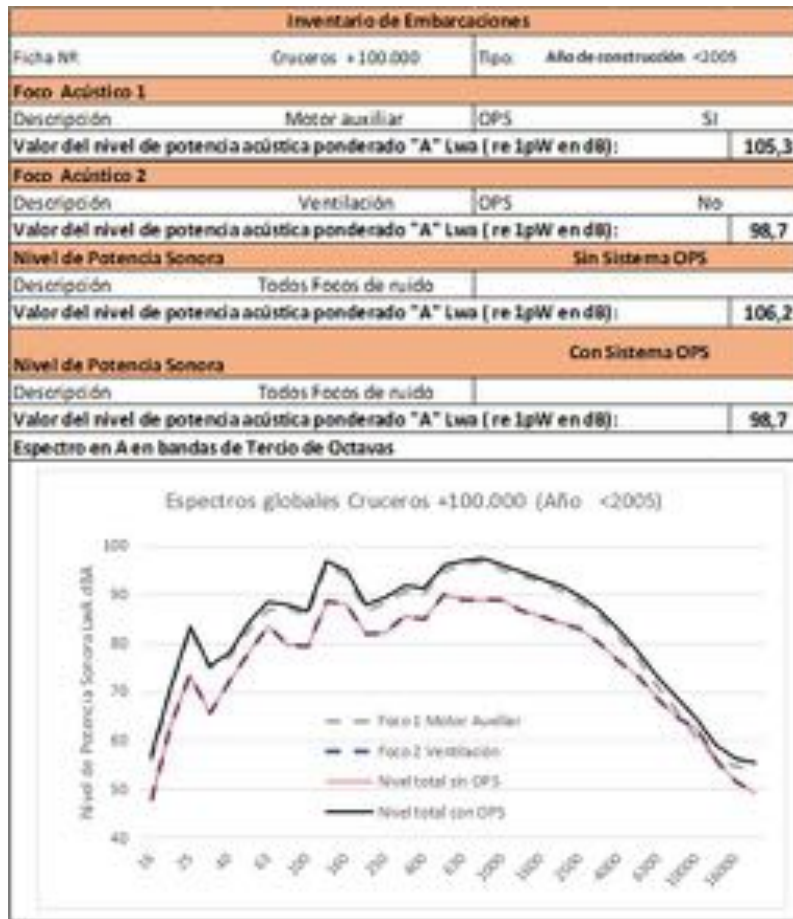 Inventario de Embarcaciones
Ficha Nº Cruceros +100.000 Tipo: Año de construcción <2005
Foco Acústico 1
Descripción Motor auxiliar OPS SI
Valor del nivel de potencia acústica ponderado "A" Lwa ( re 1pW en dB): 105,3
Foco Acústico 2
Descripción Ventilación OPS No
Valor del nivel de potencia acústica ponderado "A" Lwa ( re 1pW en dB): 98,7
Nivel de Potencia Sonora Sin Sistema OPS
Descripción Todos Focos de ruido
Valor del nivel de potencia acústica ponderado "A" Lwa ( re 1pW en dB): 106,2
Con Sistema OPS
Nivel de Potencia Sonora
Descripción Todos Focos de ruido
Valor del nivel de potencia acústica ponderado "A" Lwa ( re 1pW en dB): 98,7
Espectro en A en bandas de Tercio de Octavas
Espectros globales Cruceros +100.000 (Año <2005)
Nivel de Potencia Sonora LwA dBA
100
90
80
70
60
50
40
Foco 1 Motor Auxiliar
Foco 2 Ventilación
Nivel total sin OPS
Nivel total con OPS
16 25 40 63 100 160 250 400 630 1000 1600 2500 4000 6300 10000 16000